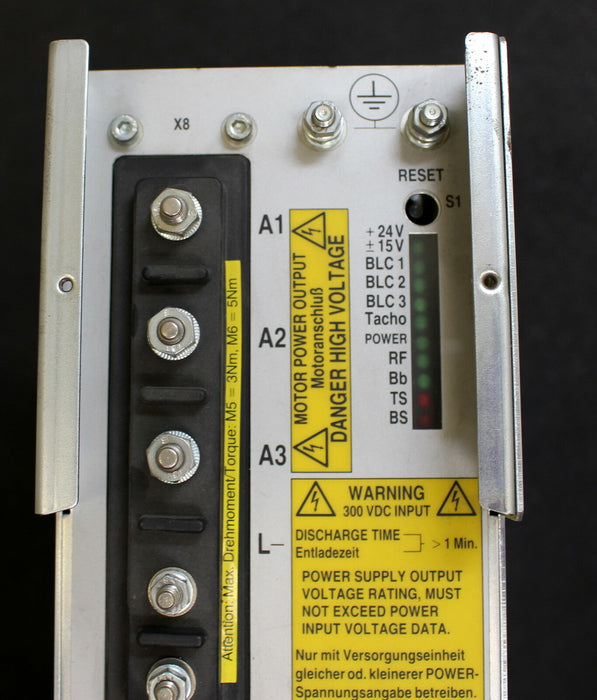 X8
RESET
S1
A1
A2
A3
L–
MOTOR POWER OUTPUT
Motoranschluß
DANGER HIGH VOLTAGE
Attention: Max. Drehmoment/Torque: M5 = 3Nm, M6 = 5Nm
+ 24V
± 15V
BLC 1
BLC 2
BLC 3
Tacho
POWER
RF
Bb
TS
BS
WARNING
300 VDC INPUT
DISCHARGE TIME
Entladezeit
> 1 Min.
POWER SUPPLY OUTPUT
VOLTAGE RATING, MUST
NOT EXCEED POWER
INPUT VOLTAGE DATA.
Nur mit Versorgungseinheit
gleicher od. kleinerer POWER-
Spannungsangabe betreiben.